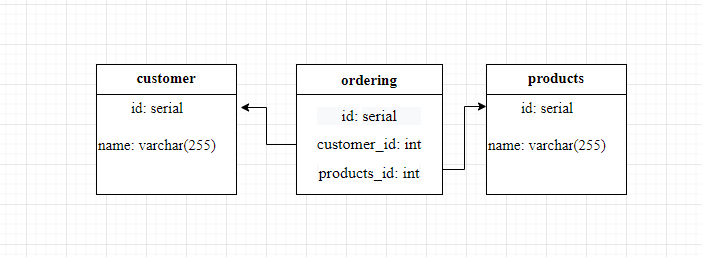 customer
id: serial
name: varchar(255)
ordering
id: serial
customer_id: int
products_id: int
products
id: serial
name: varchar(255)